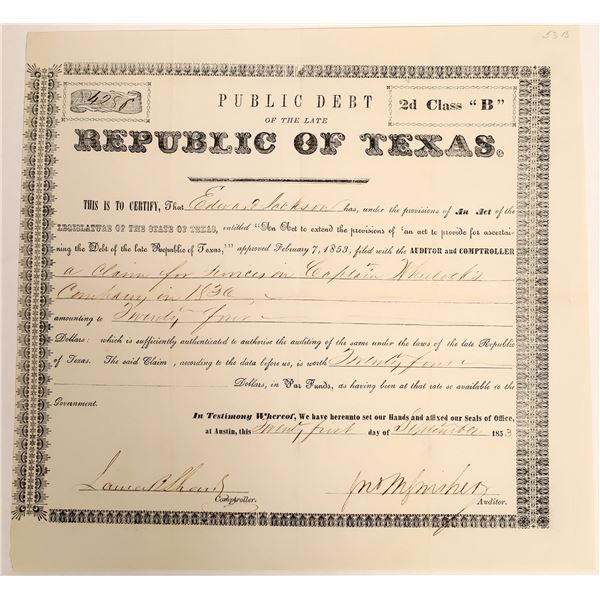 53 B
4286
PUBLIC DEBT
2d Class "B"
OF THE LATE
REPUBLIC OF TEXAS.
THIS IS TO CERTIFY, That Edward Jackson has, under the provisions of An Act of the
LEGISLATURE OF THE STATE OF TEXAS, entitled "An Act to extend the provisions of 'an act to provide for ascertain-
ing the Debt of the late Republic of Texas,'" approved February 7, 1853, filed with the AUDITOR and COMPTROLLER
a Claim for Services in Captain Wheelock's
Company in 1836
amounting to Twenty four
Dollars: which is sufficiently authenticated to authorise the auditing of the same under the laws of the late Republic
of Texas. The said Claim, according to the data before us, is worth Twenty four
Dollars, in Par Funds, as having been at that rate so available to the
Government.
In Testimony Whereof, We have hereunto set our Hands and affixed our Seals of Office,
at Austin, this Twenty first day of September 1853
James B Shaw
Jno M Swisher
Comptroller.
Auditor.